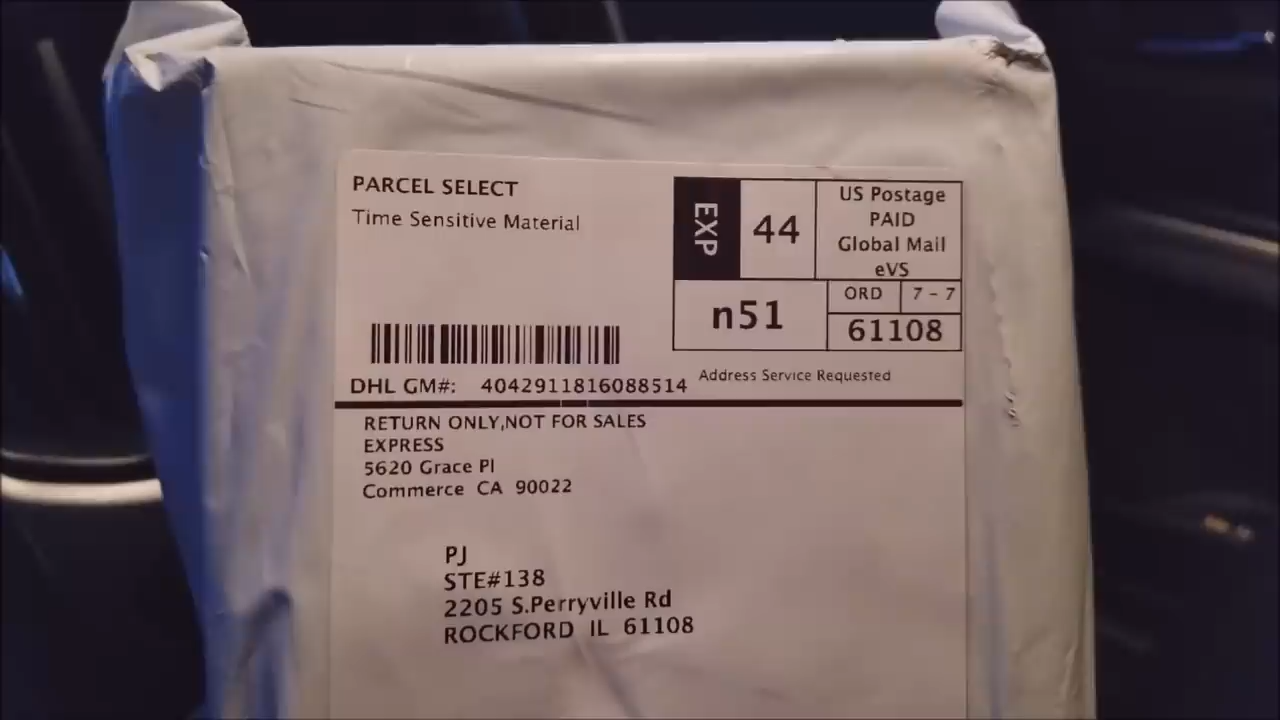 PARCEL SELECT
Time Sensitive Material
EXP
44
US Postage
PAID
Global Mail
eVS
n51
ORD
7 - 7
61108
DHL GM#: 4042911816088514
Address Service Requested
RETURN ONLY,NOT FOR SALES
EXPRESS
5620 Grace Pl
Commerce CA 90022
PJ
STE#138
2205 S.Perryville Rd
ROCKFORD IL 61108